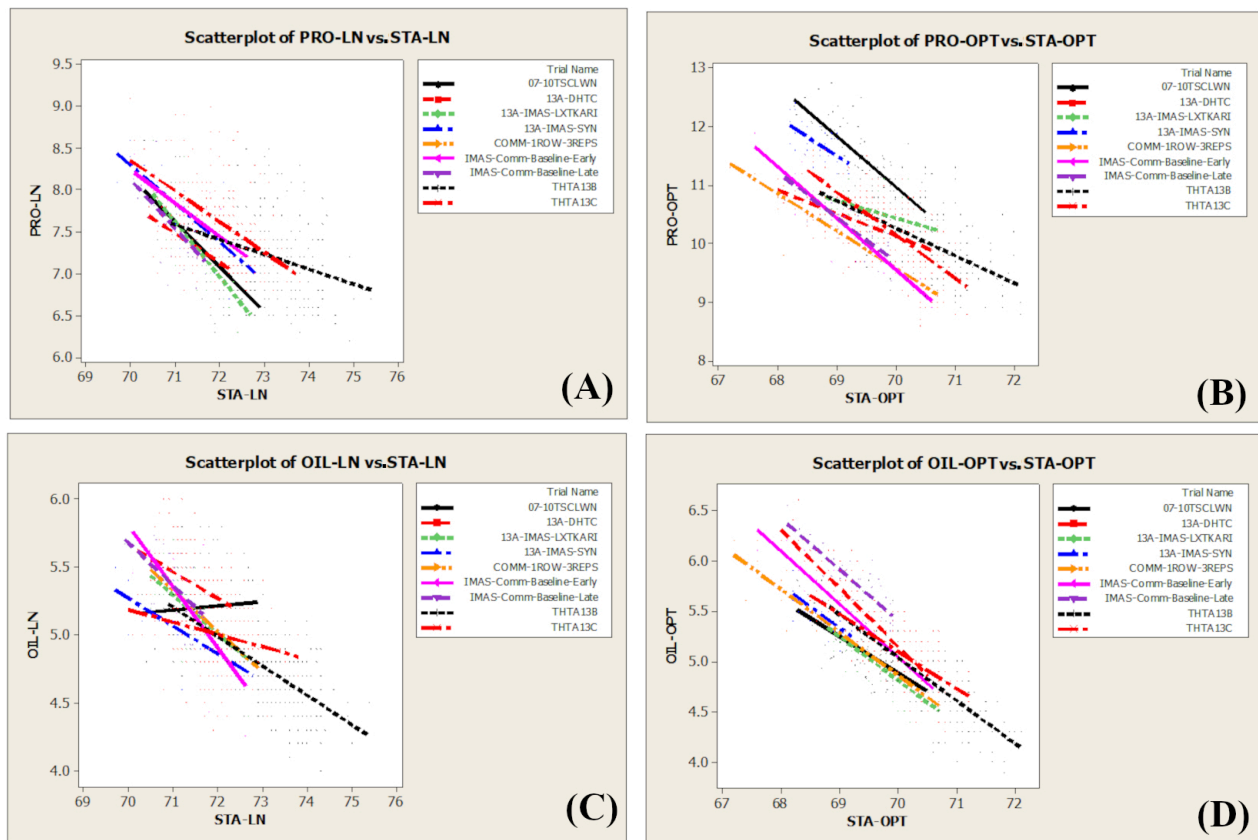 Scatterplot of PRO-LN vs.STA-LN
9.5
9.0
8.5
8.0
7.5
7.0
6.5
6.0
PRO-LN
69 70 71 72 73 74 75 76
STA-LN
Trial Name
07-10TSCLWN
13A-DHTC
13A-IMAS-LXTKARI
13A-IMAS-SYN
COMM-1ROW-3REPS
IMAS-Comm-Baseline-Early
IMAS-Comm-Baseline-Late
THTA13B
THTA13C
(A)
Scatterplot of PRO-OPT vs.STA-OPT
13
12
11
10
9
8
PRO-OPT
67 68 69 70 71 72
STA-OPT
Trial Name
07-10TSCLWN
13A-DHTC
13A-IMAS-LXTKARI
13A-IMAS-SYN
COMM-1ROW-3REPS
IMAS-Comm-Baseline-Early
IMAS-Comm-Baseline-Late
THTA13B
THTA13C
(B)
Scatterplot of OIL-LN vs.STA-LN
6.0
5.5
5.0
4.5
4.0
OIL-LN
69 70 71 72 73 74 75 76
STA-LN
Trial Name
07-10TSCLWN
13A-DHTC
13A-IMAS-LXTKARI
13A-IMAS-SYN
COMM-1ROW-3REPS
IMAS-Comm-Baseline-Early
IMAS-Comm-Baseline-Late
THTA13B
THTA13C
(C)
Scatterplot of OIL-OPT vs.STA-OPT
6.5
6.0
5.5
5.0
4.5
4.0
OIL-OPT
67 68 69 70 71 72
STA-OPT
Trial Name
07-10TSCLWN
13A-DHTC
13A-IMAS-LXTKARI
13A-IMAS-SYN
COMM-1ROW-3REPS
IMAS-Comm-Baseline-Early
IMAS-Comm-Baseline-Late
THTA13B
THTA13C
(D)